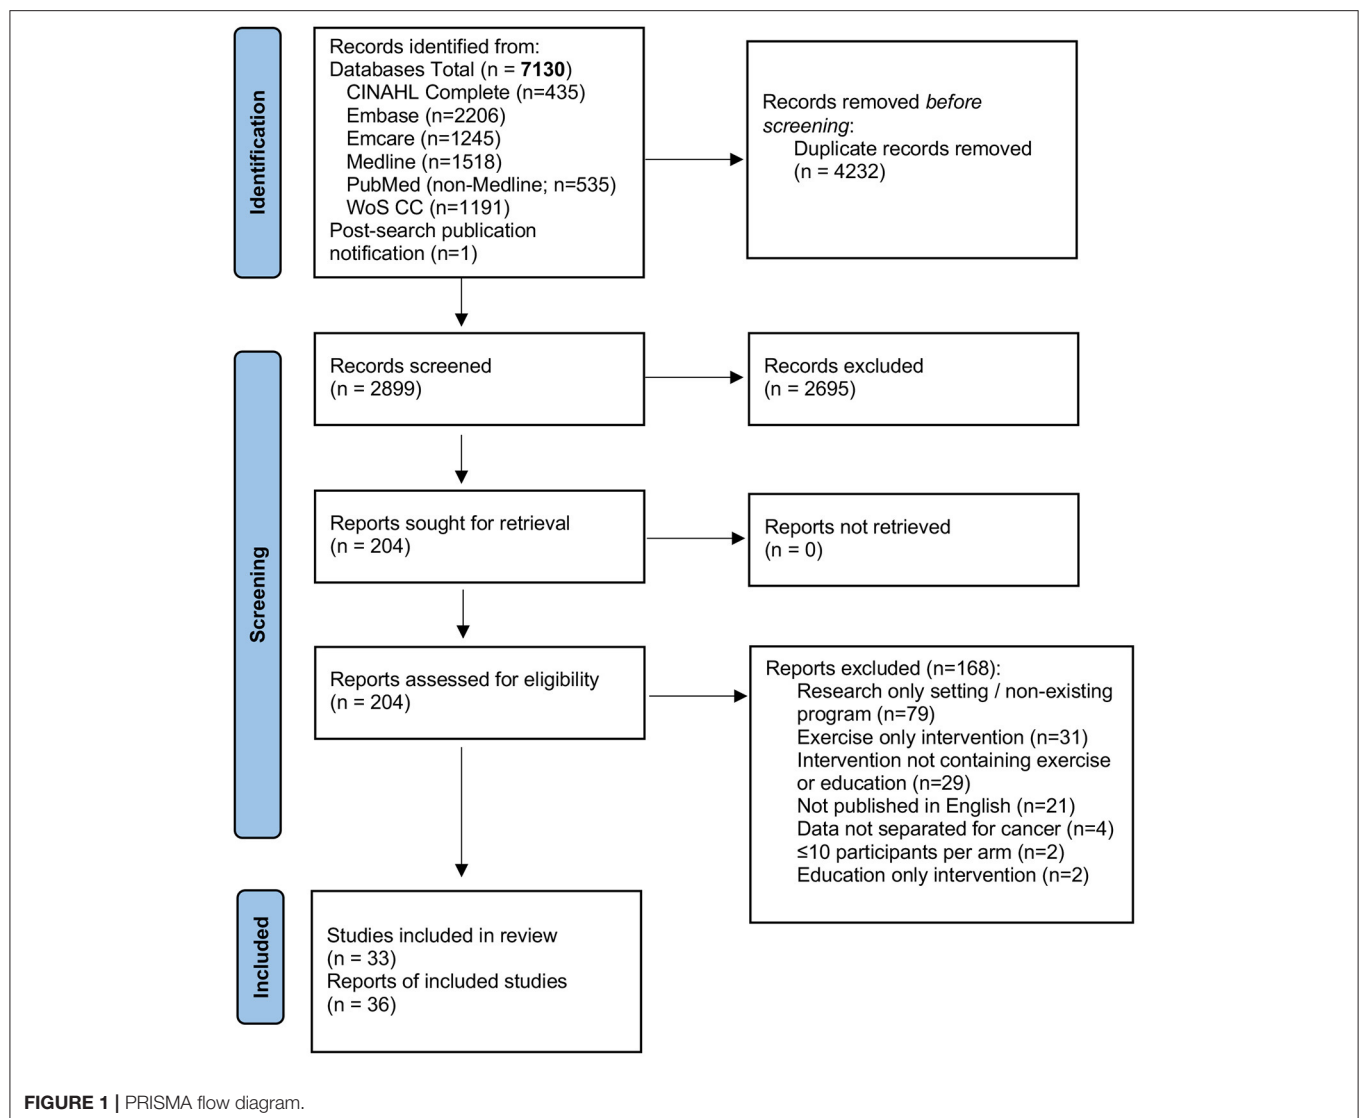 Identification
Records identified from:
Databases Total (n = 7130)
CINAHL Complete (n=435)
Embase (n=2206)
Emcare (n=1245)
Medline (n=1518)
PubMed (non-Medline; n=535)
WoS CC (n=1191)
Post-search publication
notification (n=1)
Records removed before
screening:
Duplicate records removed
(n = 4232)
Screening
Records screened
(n = 2899)
Records excluded
(n = 2695)
Reports sought for retrieval
(n = 204)
Reports not retrieved
(n = 0)
Reports assessed for eligibility
(n = 204)
Reports excluded (n=168):
Research only setting / non-existing
program (n=79)
Exercise only intervention (n=31)
Intervention not containing exercise
or education (n=29)
Not published in English (n=21)
Data not separated for cancer (n=4)
≤10 participants per arm (n=2)
Education only intervention (n=2)
Included
Studies included in review
(n = 33)
Reports of included studies
(n = 36)
FIGURE 1 | PRISMA flow diagram.